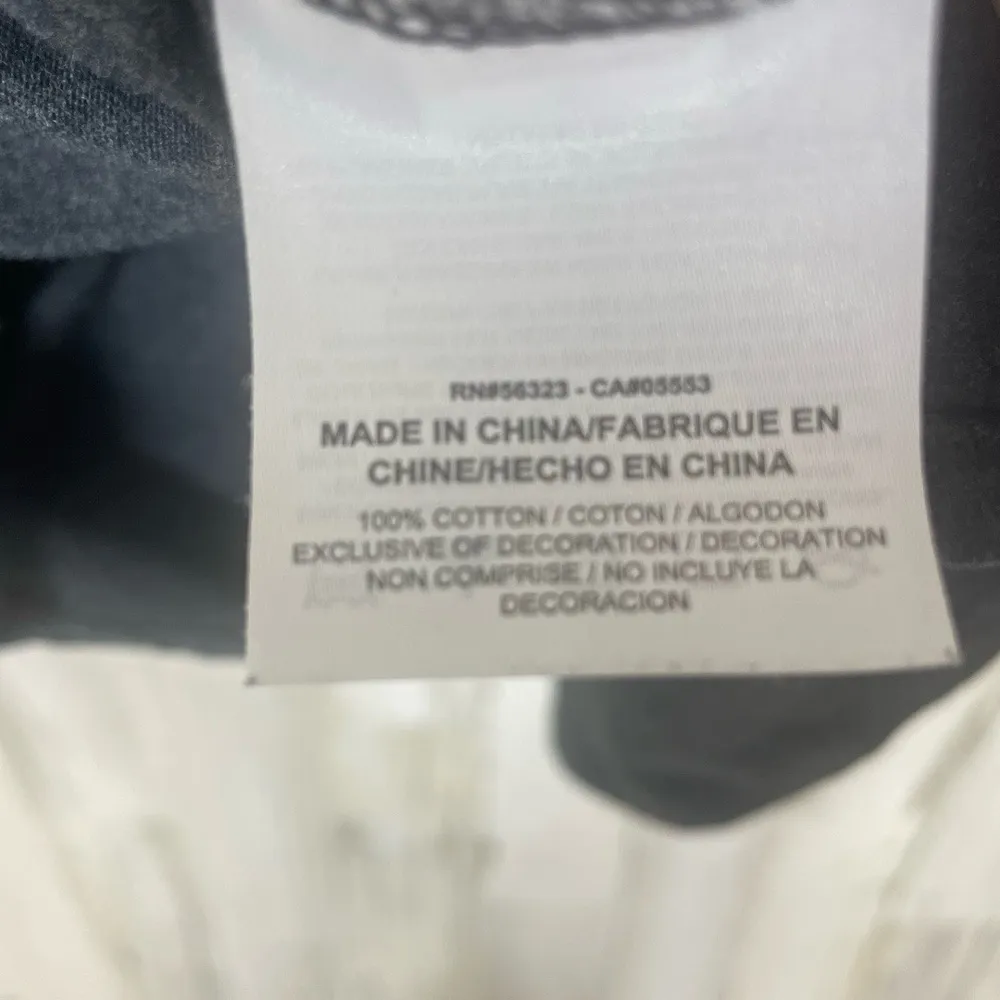 RN#56323 - CA#05553
MADE IN CHINA/FABRIQUE EN
CHINE/HECHO EN CHINA
100% COTTON / COTON / ALGODON
EXCLUSIVE OF DECORATION / DECORATION
NON COMPRISE / NO INCLUYE LA
DECORACION